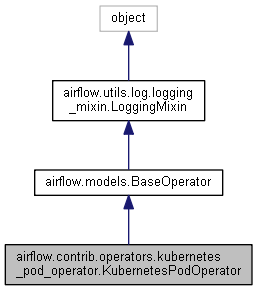 object
airflow.utils.log.logging
_mixin.LoggingMixin
airflow.models.BaseOperator
airflow.contrib.operators.kubernetes
_pod_operator.KubernetesPodOperator